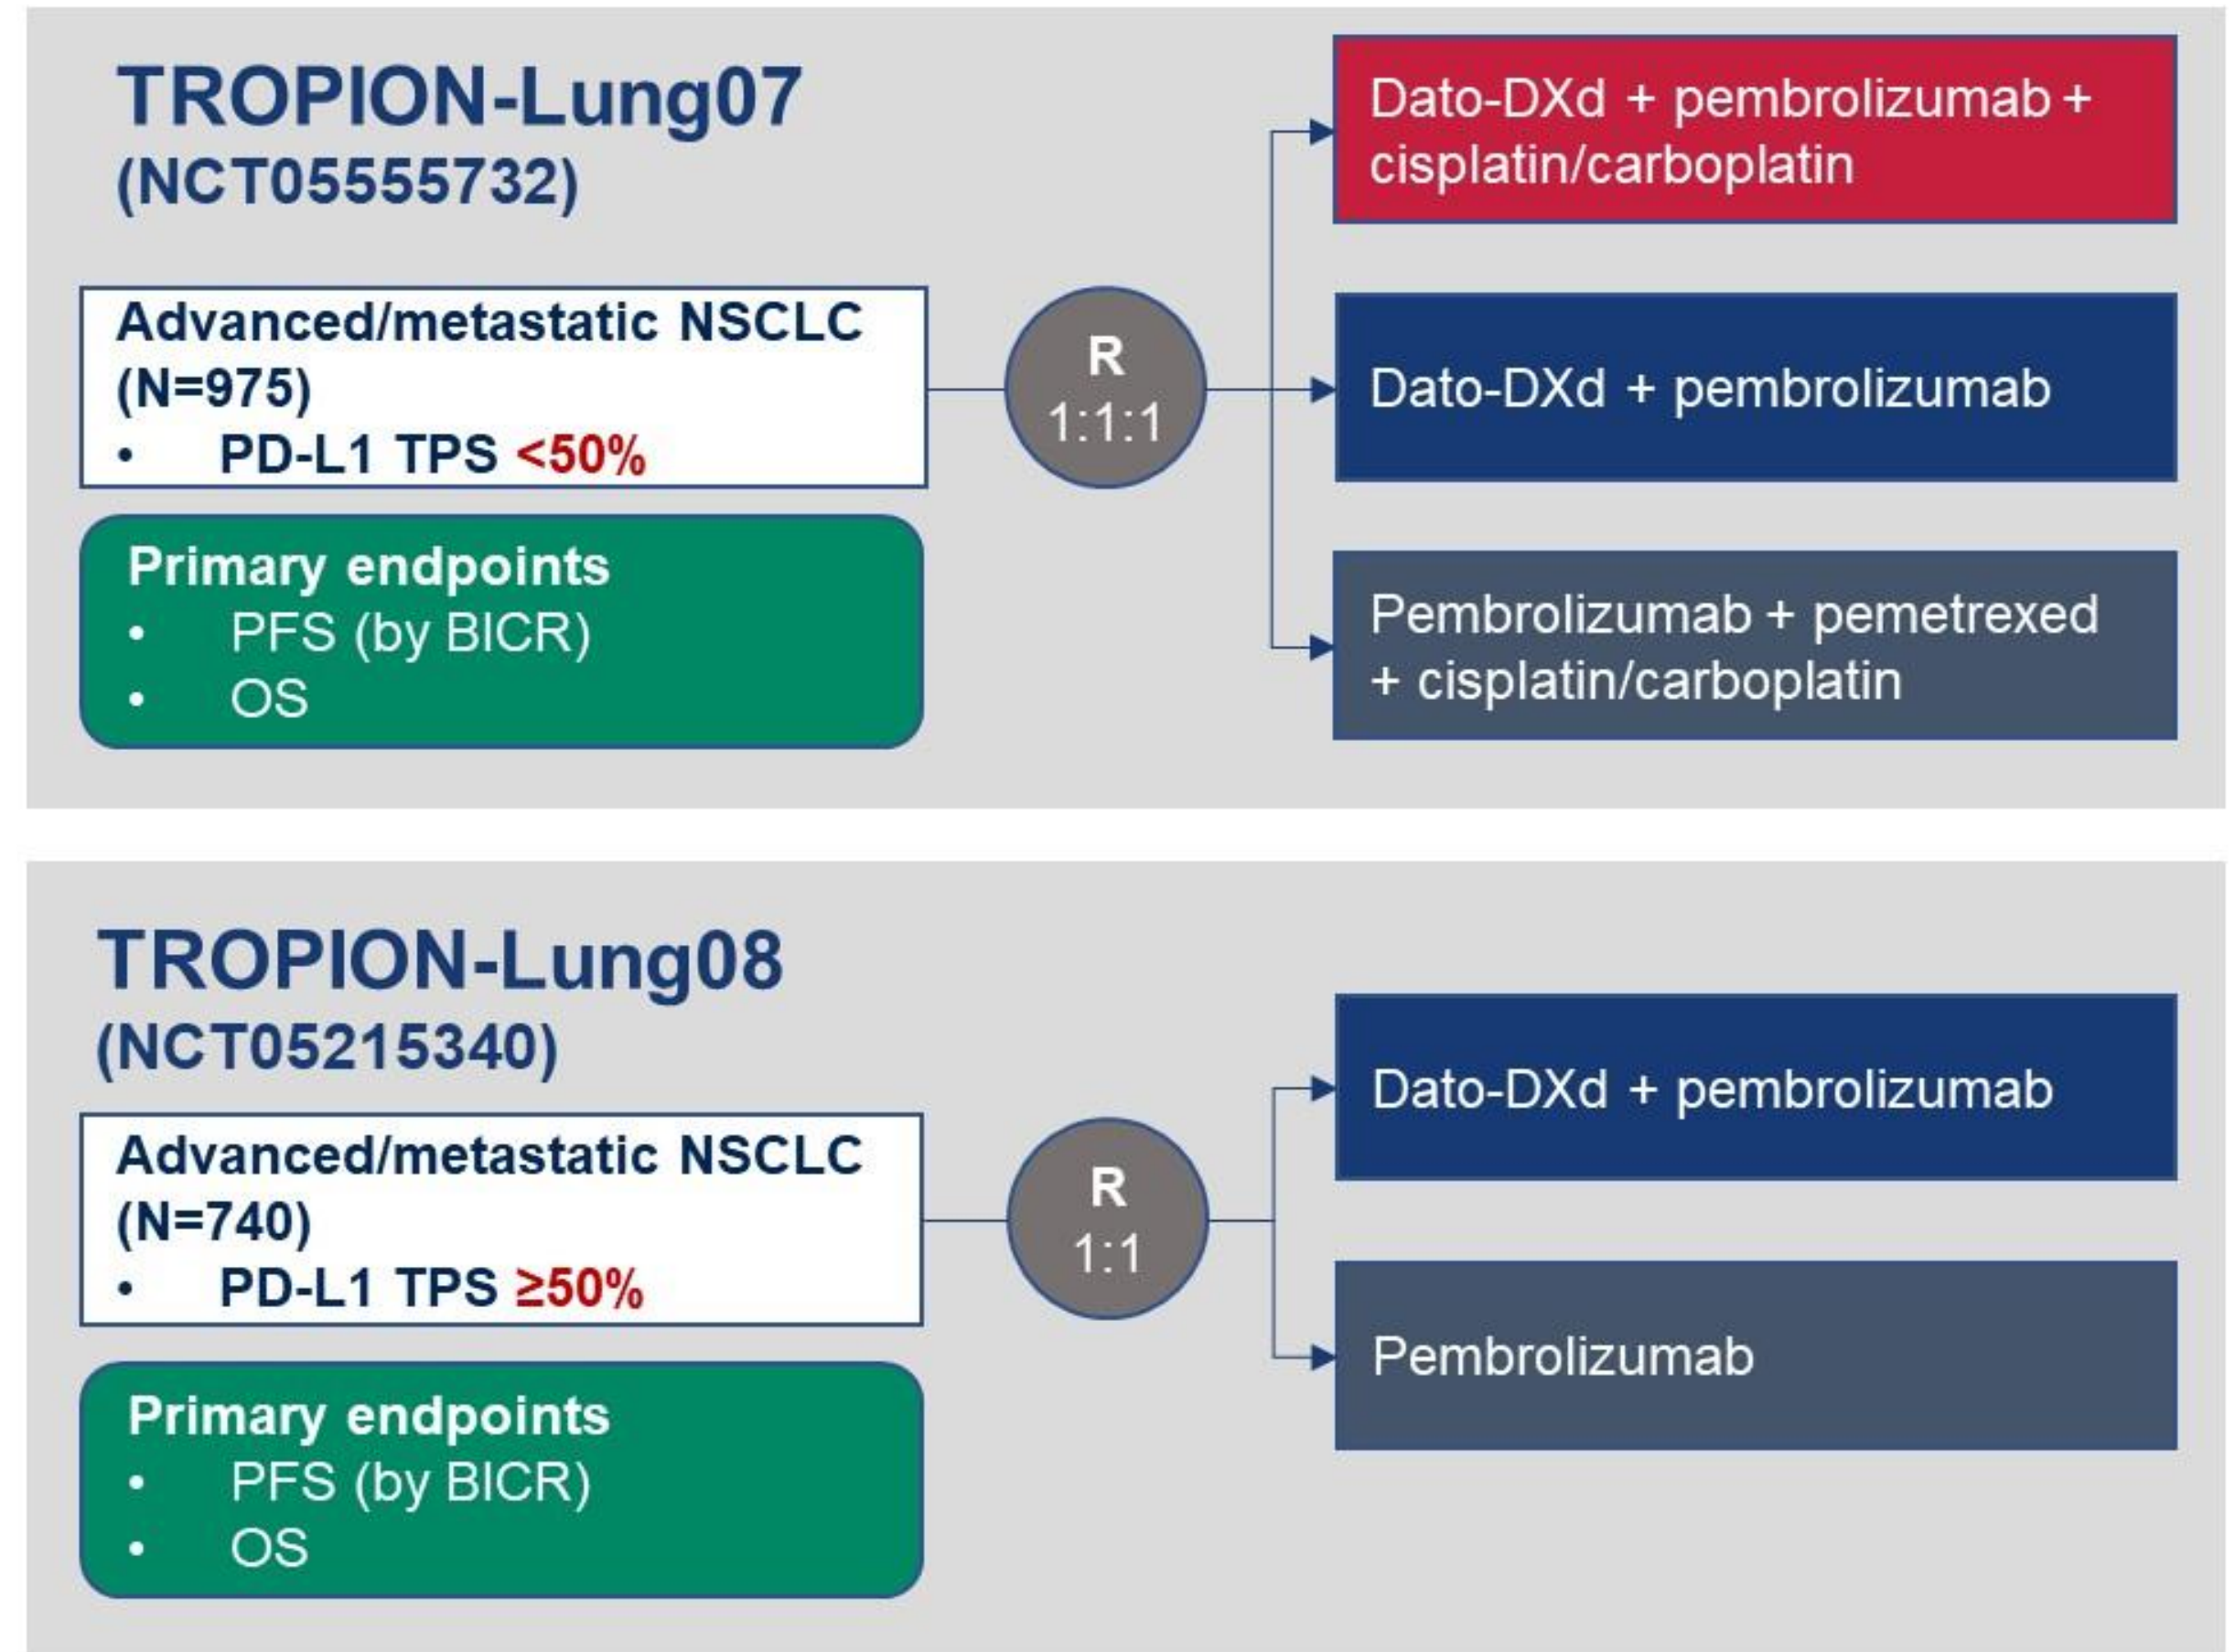 TROPION-Lung07
(NCT05555732)
Advanced/metastatic NSCLC
(N=975)
• PD-L1 TPS <50%
Primary endpoints
• PFS (by BICR)
• OS
R
1:1:1
Dato-DXd + pembrolizumab +
cisplatin/carboplatin
Dato-DXd + pembrolizumab
Pembrolizumab + pemetrexed
+ cisplatin/carboplatin
TROPION-Lung08
(NCT05215340)
Advanced/metastatic NSCLC
(N=740)
• PD-L1 TPS ≥50%
Primary endpoints
• PFS (by BICR)
• OS
R
1:1
Dato-DXd + pembrolizumab
Pembrolizumab